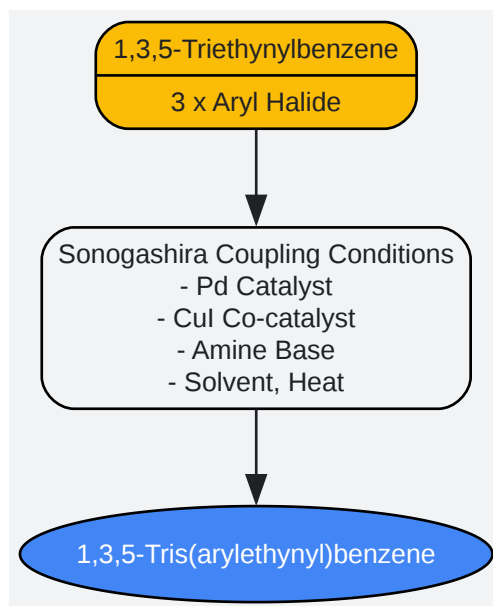 1,3,5-Triethynylbenzene
3 x Aryl Halide
Sonogashira Coupling Conditions
- Pd Catalyst
- CuI Co-catalyst
- Amine Base
- Solvent, Heat
1,3,5-Tris(arylethynyl)benzene